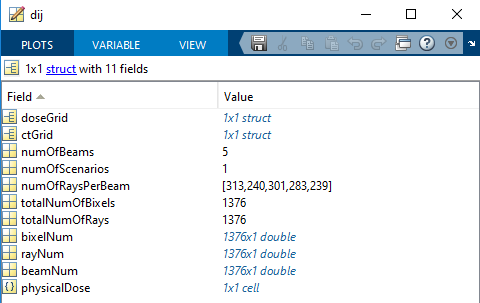 dij
PLOTS VARIABLE VIEW
1x1 struct with 11 fields
Field Value
doseGrid 1x1 struct
ctGrid 1x1 struct
numOfBeams 5
numOfScenarios 1
numOfRaysPerBeam [313,240,301,283,239]
totalNumOfBixels 1376
totalNumOfRays 1376
bixelNum 1376x1 double
rayNum 1376x1 double
beamNum 1376x1 double
physicalDose 1x1 cell